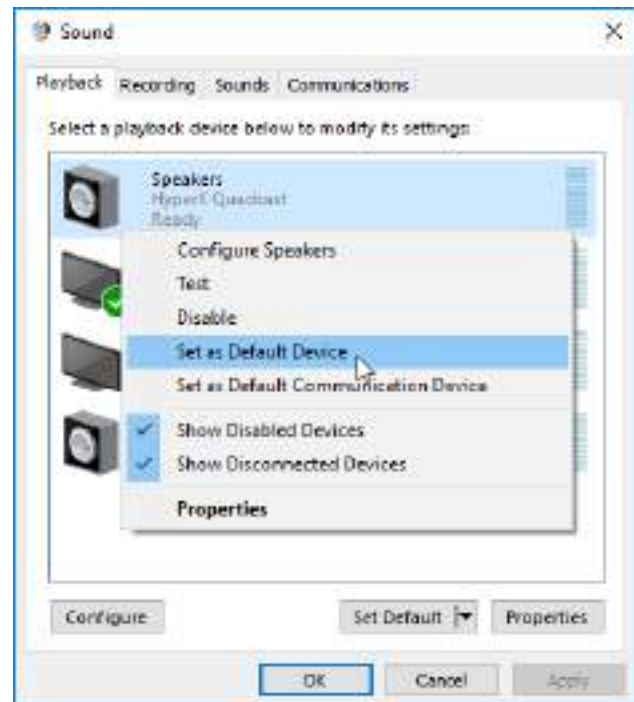 Sound
Playback Recording Sounds Communications
Select a playback device below to modify its settings:
Speakers
HyperX Quadcast
Ready
Configure Speakers
Test
Disable
Set as Default Device
Set as Default Communication Device
Show Disabled Devices
Show Disconnected Devices
Properties
Configure Set Default Properties
OK Cancel Apply